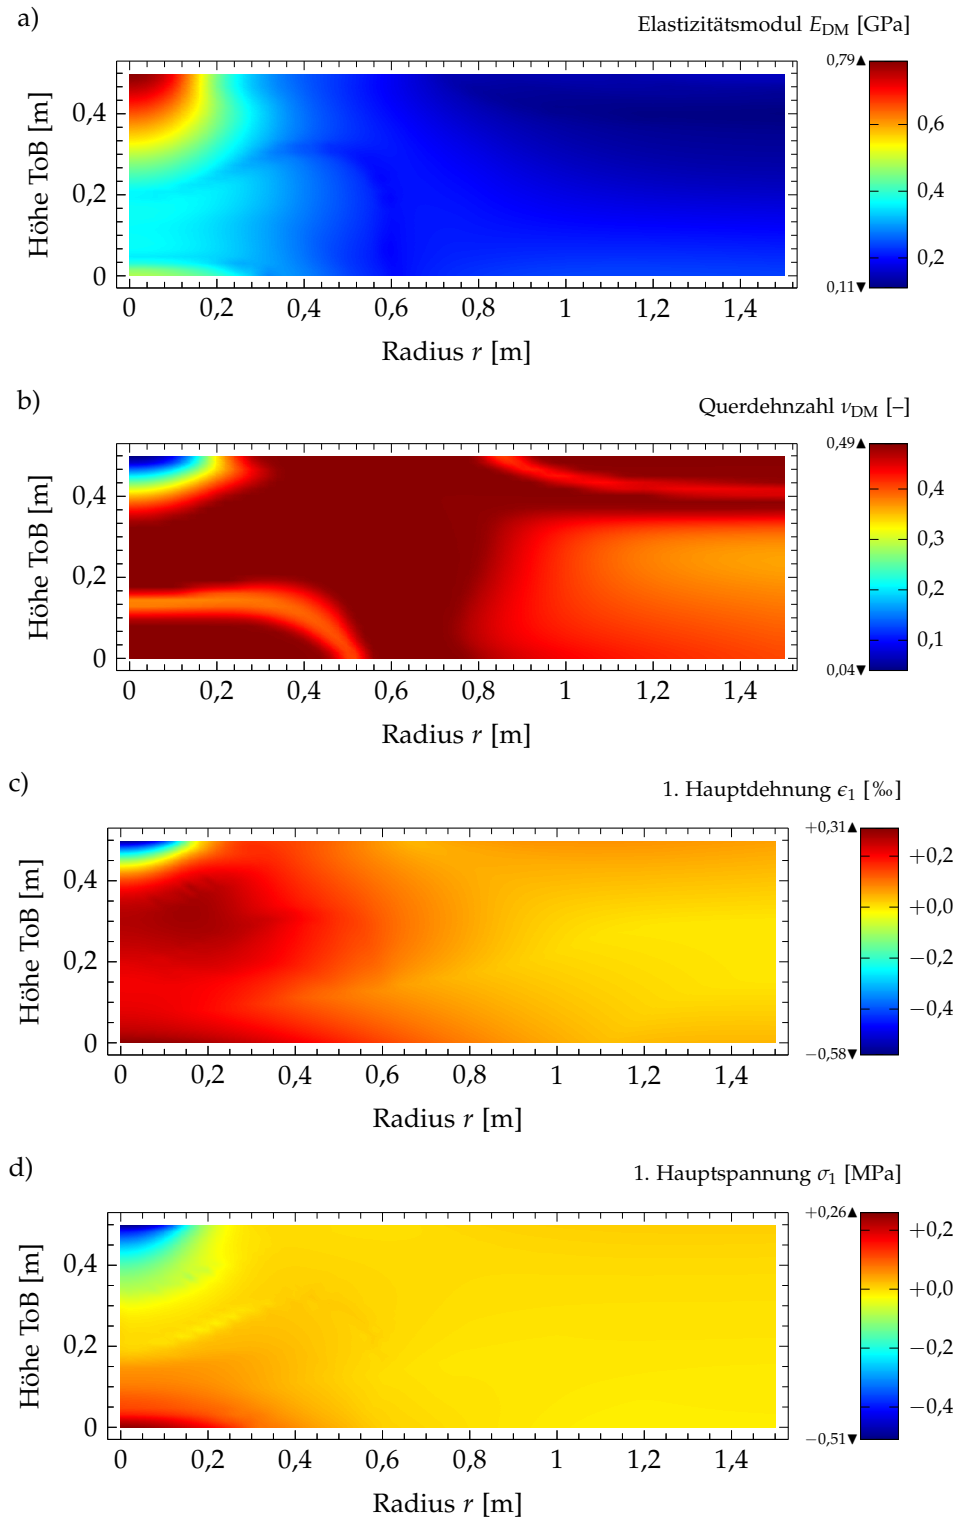 a)
Elastizitätsmodul E_DM [GPa]
0,79▲
0,6
0,4
0,2
0,11▼
Höhe ToB [m]
0,4
0,2
0
0 0,2 0,4 0,6 0,8 1 1,2 1,4
Radius r [m]
b)
Querdehnzahl ν_DM [–]
0,49▲
0,4
0,3
0,2
0,1
0,04▼
Höhe ToB [m]
0,4
0,2
0
0 0,2 0,4 0,6 0,8 1 1,2 1,4
Radius r [m]
c)
1. Hauptdehnung ϵ₁ [‰]
+0,31▲
+0,2
+0,0
−0,2
−0,4
−0,58▼
Höhe ToB [m]
0,4
0,2
0
0 0,2 0,4 0,6 0,8 1 1,2 1,4
Radius r [m]
d)
1. Hauptspannung σ₁ [MPa]
+0,26▲
+0,2
+0,0
−0,2
−0,4
−0,51▼
Höhe ToB [m]
0,4
0,2
0
0 0,2 0,4 0,6 0,8 1 1,2 1,4
Radius r [m]